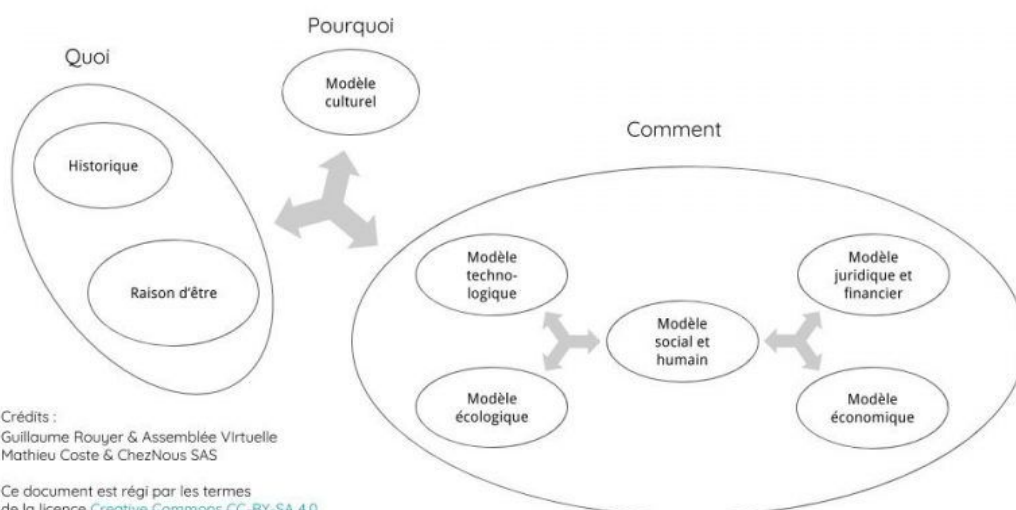 Pourquoi
Modèle
culturel
Quoi
Historique
Raison d'être
Comment
Modèle
techno-
logique
Modèle
juridique et
financier
Modèle
social et
humain
Modèle
écologique
Modèle
économique
Crédits :
Guillaume Rouyer & Assemblée VIrtuelle
Mathieu Coste & ChezNous SAS
Ce document est régi par les termes
de la licence Creative Commons CC-BY-SA 4.0